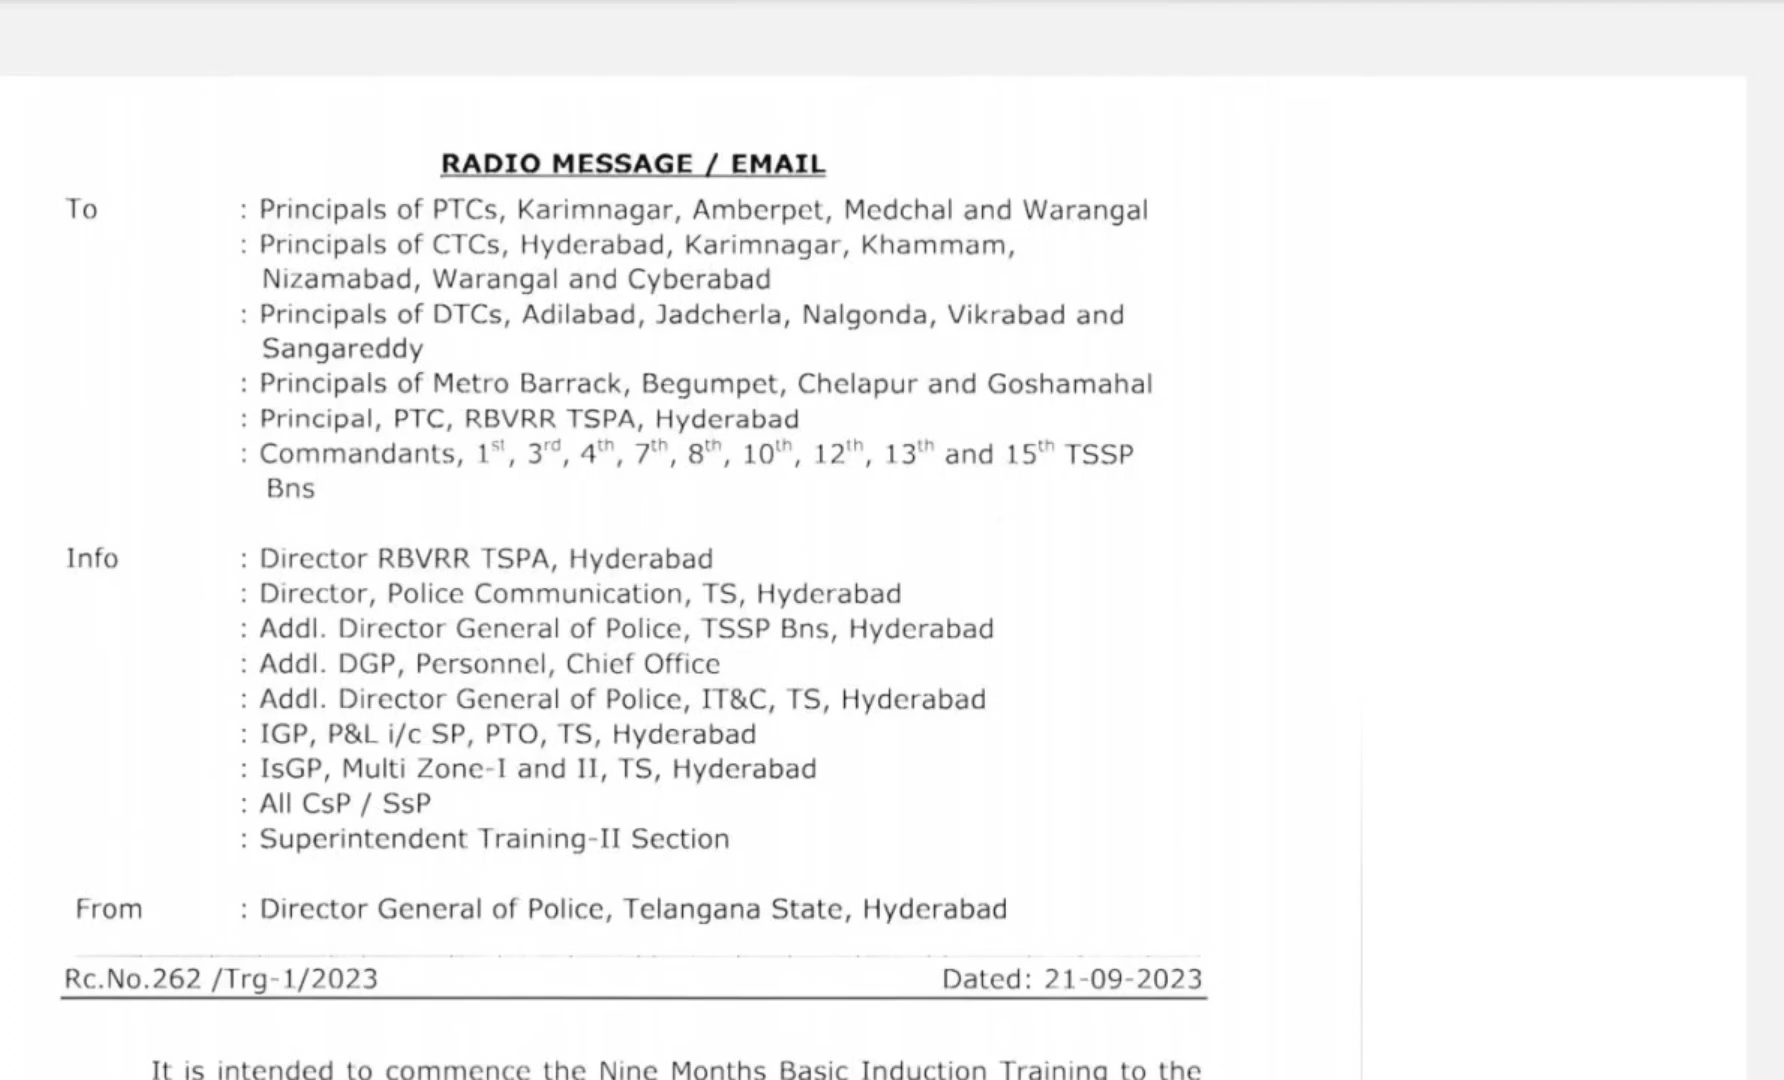 RADIO MESSAGE / EMAIL
To : Principals of PTCs, Karimnagar, Amberpet, Medchal and Warangal
: Principals of CTCs, Hyderabad, Karimnagar, Khammam,
Nizamabad, Warangal and Cyberabad
: Principals of DTCs, Adilabad, Jadcherla, Nalgonda, Vikrabad and
Sangareddy
: Principals of Metro Barrack, Begumpet, Chelapur and Goshamahal
: Principal, PTC, RBVRR TSPA, Hyderabad
: Commandants, 1st, 3rd, 4th, 7th, 8th, 10th, 12th, 13th and 15th TSSP
Bns
Info : Director RBVRR TSPA, Hyderabad
: Director, Police Communication, TS, Hyderabad
: Addl. Director General of Police, TSSP Bns, Hyderabad
: Addl. DGP, Personnel, Chief Office
: Addl. Director General of Police, IT&C, TS, Hyderabad
: IGP, P&L i/c SP, PTO, TS, Hyderabad
: IsGP, Multi Zone-I and II, TS, Hyderabad
: All CsP / SsP
: Superintendent Training-II Section
From : Director General of Police, Telangana State, Hyderabad
Rc.No.262 /Trg-1/2023 Dated: 21-09-2023
It is intended to commence the Nine Months Basic Induction Training to the